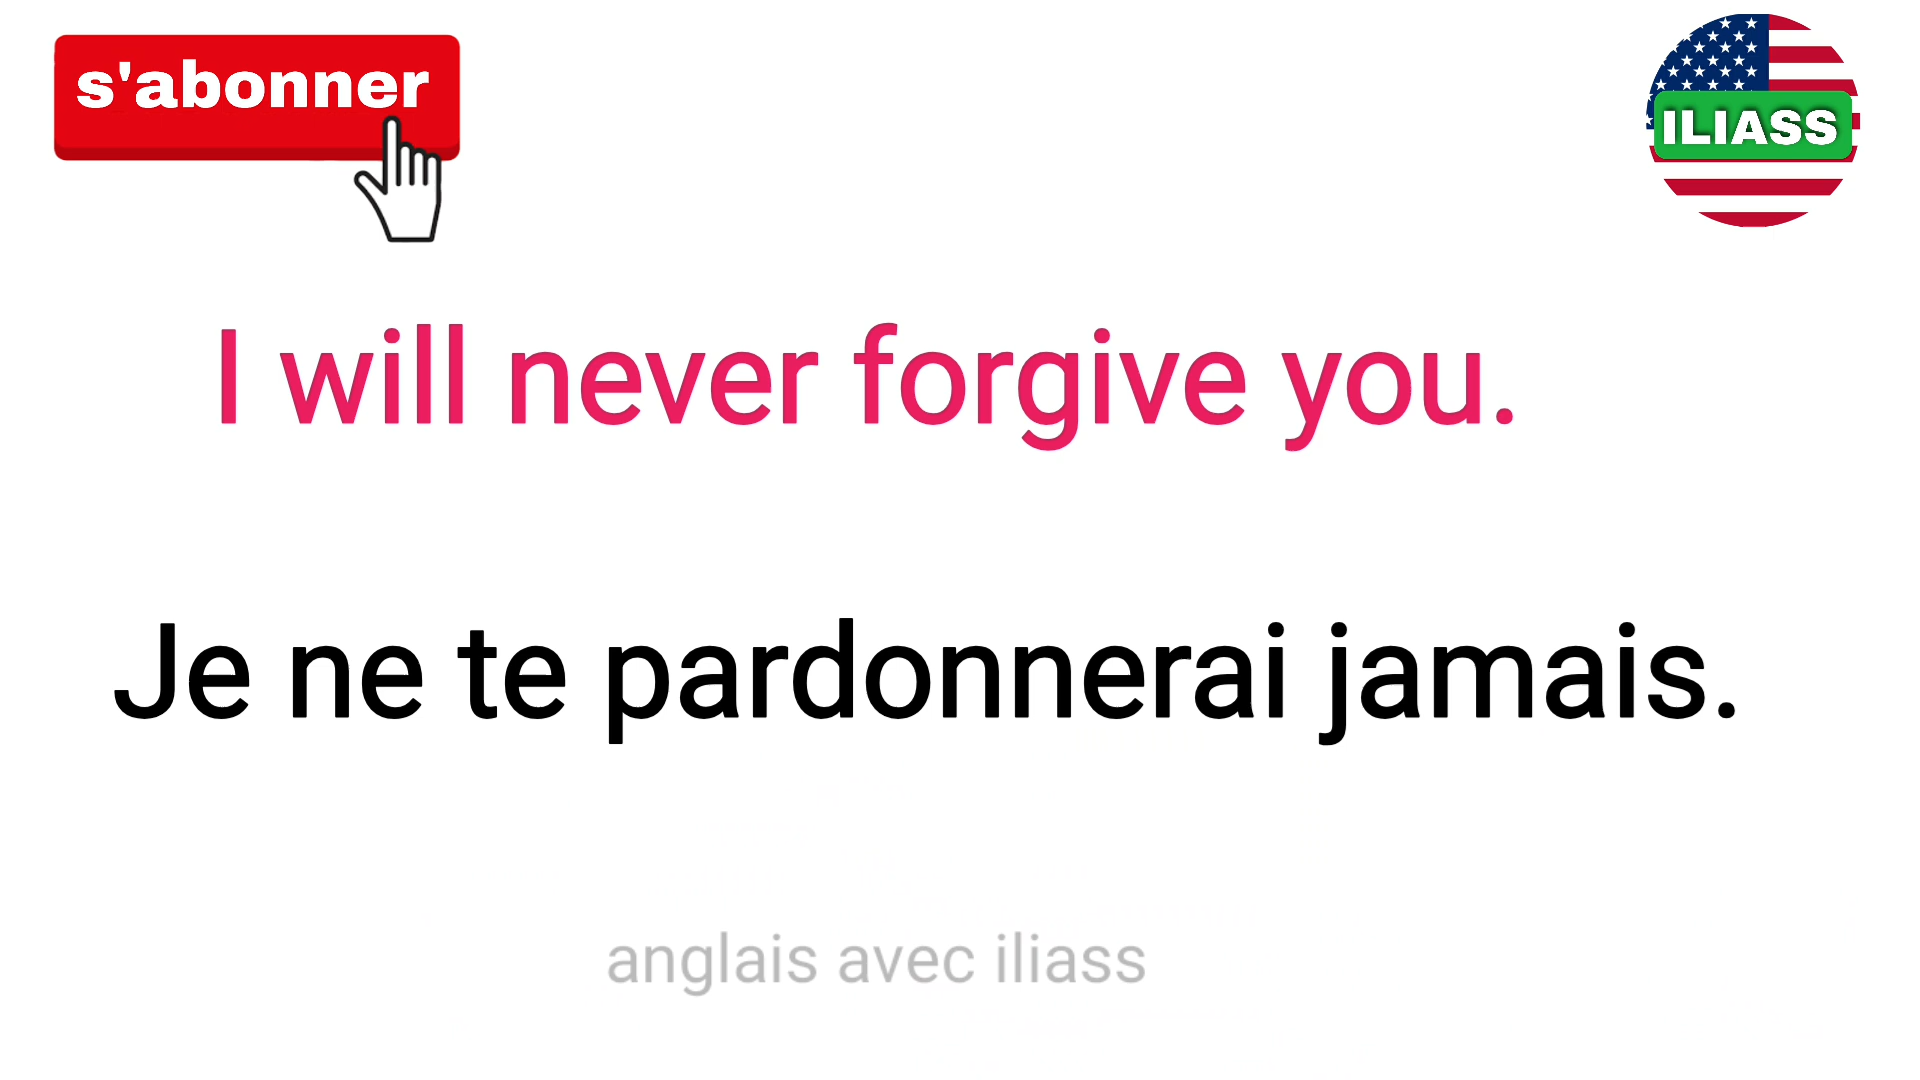 s'abonner
ILIASS
I will never forgive you.
Je ne te pardonnerai jamais.
anglais avec iliass